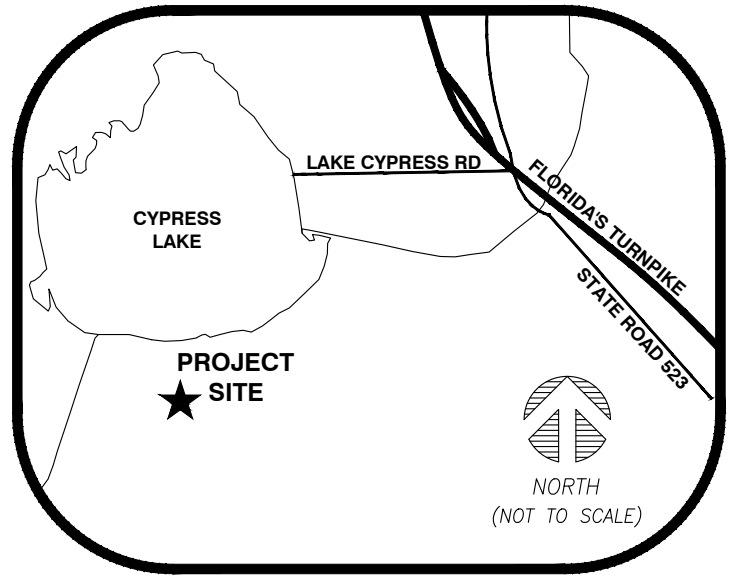 LAKE CYPRESS RD
FLORIDA'S TURNPIKE
CYPRESS
LAKE
STATE ROAD 523
PROJECT
SITE
NORTH
(NOT TO SCALE)